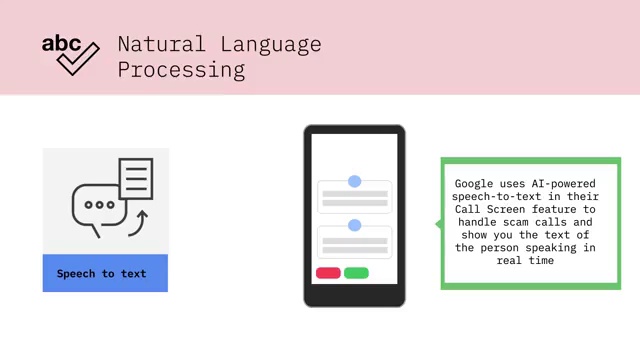 abc
Natural Language
Processing
Speech to text
Google uses AI-powered
speech-to-text in their
Call Screen feature to
handle scam calls and
show you the text of
the person speaking in
real time